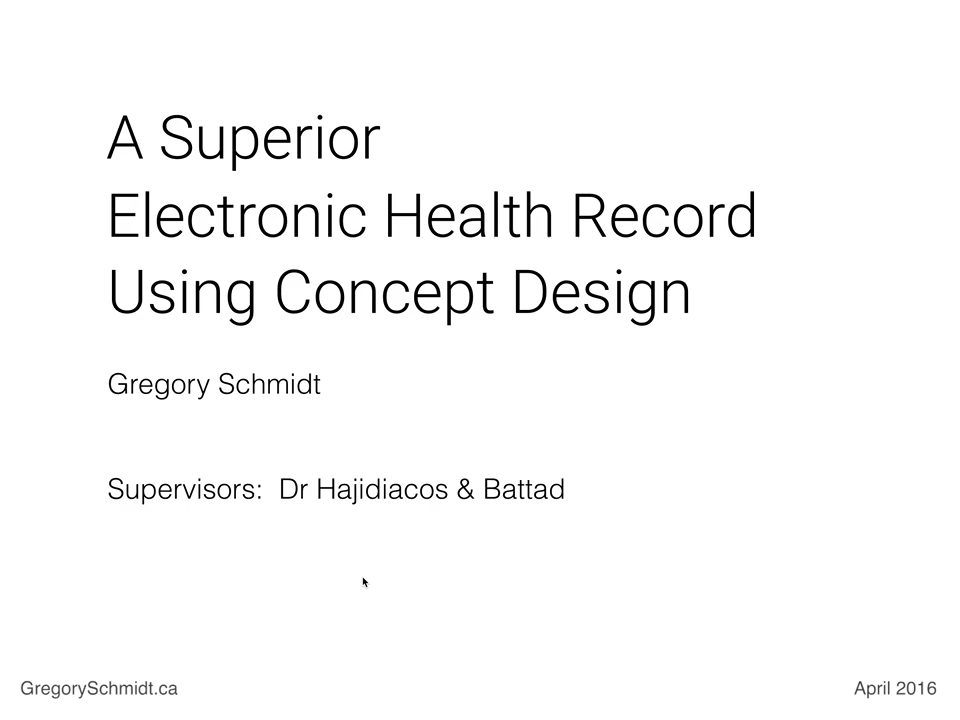 A Superior
Electronic Health Record
Using Concept Design
Gregory Schmidt
Supervisors: Dr Hajidiacos & Battad
GregorySchmidt.ca
April 2016